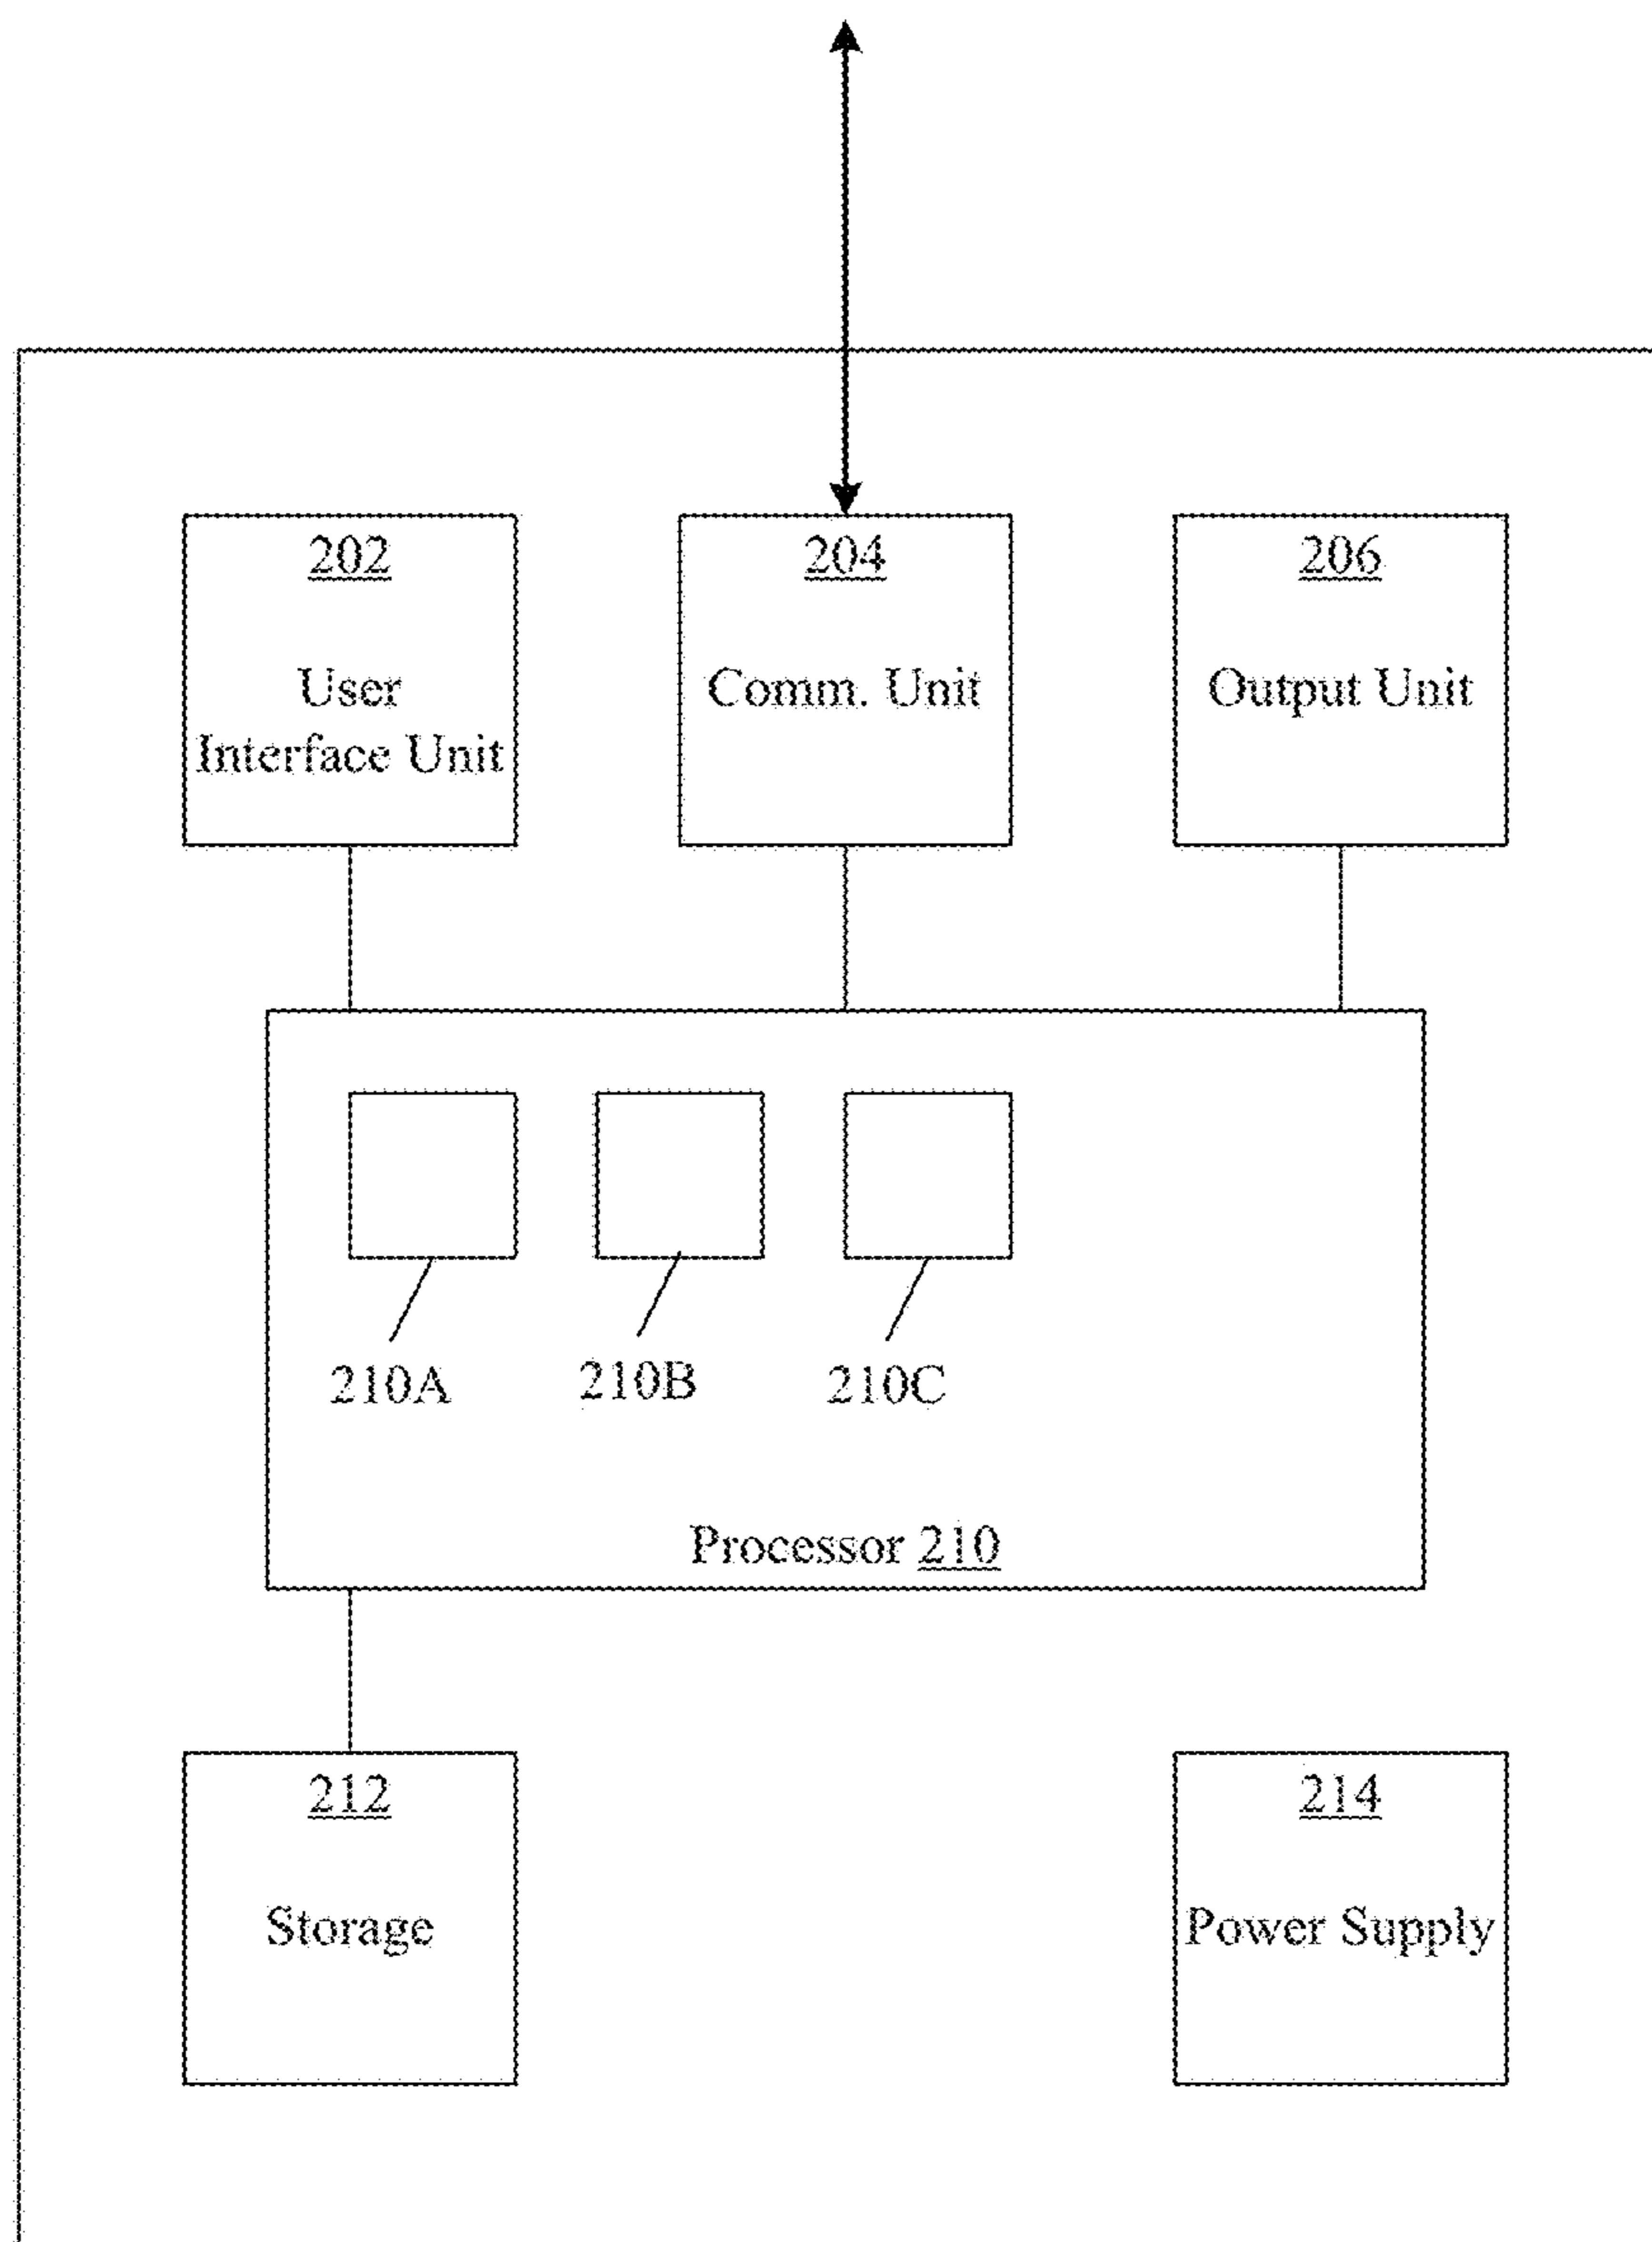 202
User
Interface Unit
204
Comm. Unit
206
Output Unit
210A
210B
210C
Processor 210
212
Storage
214
Power Supply